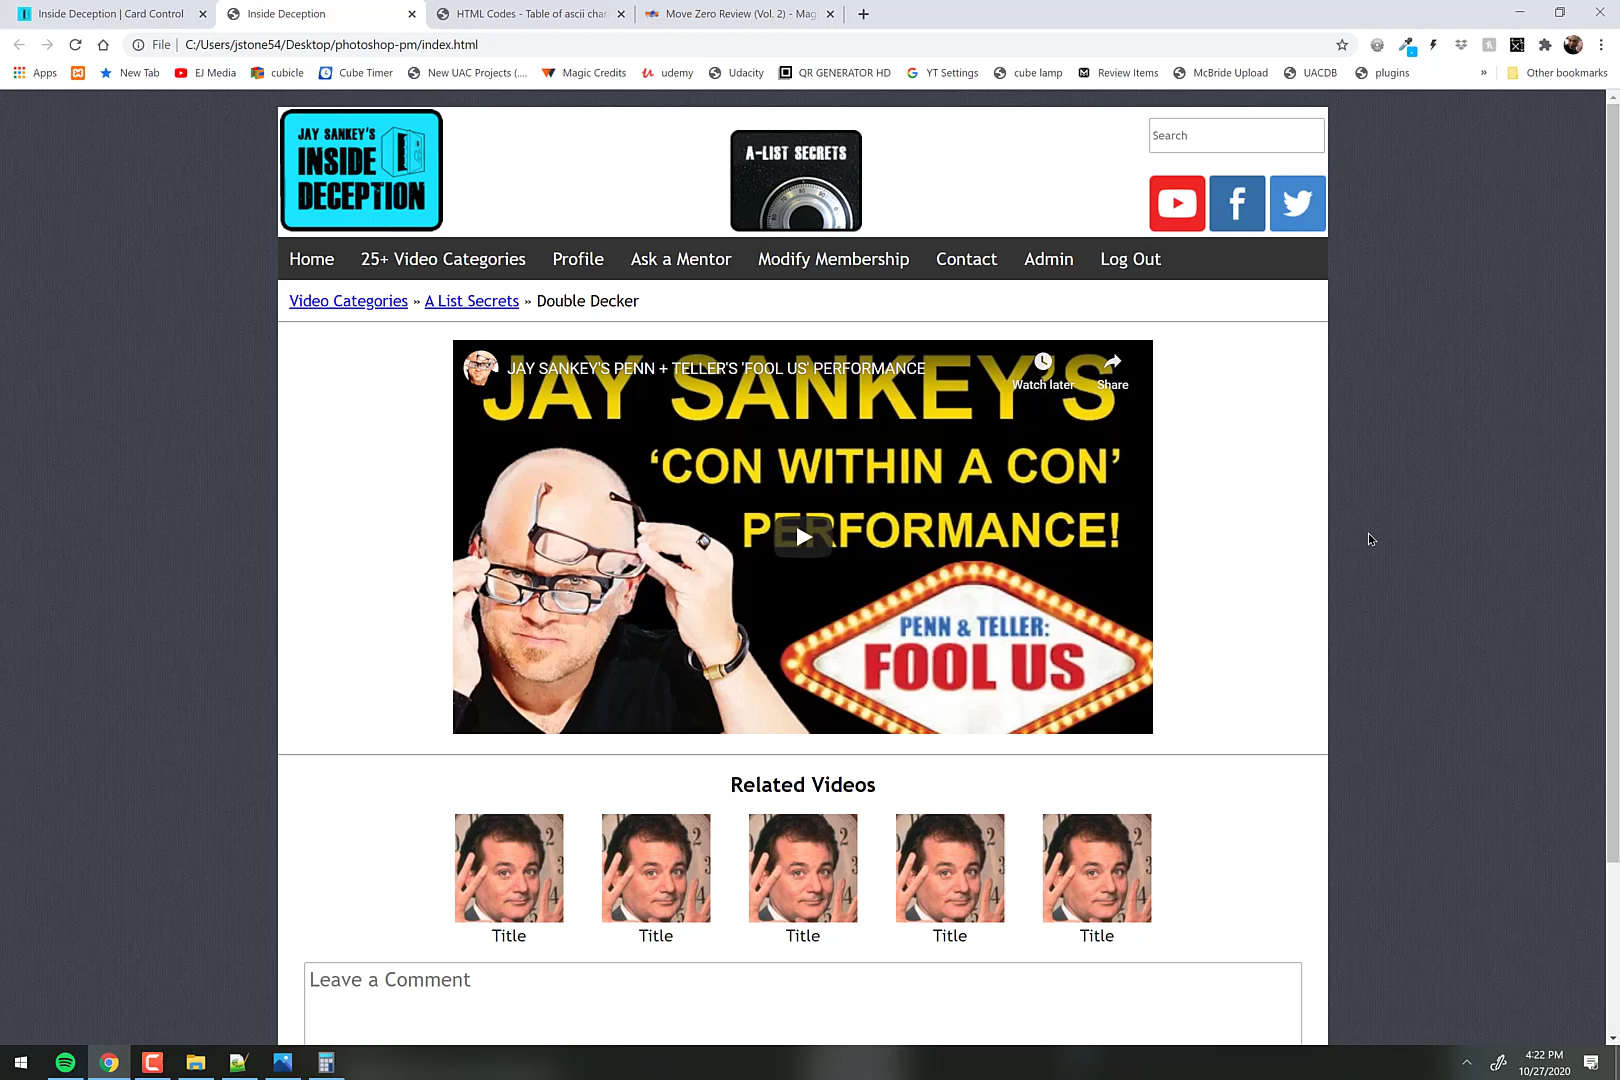 Inside Deception | Card Control
Inside Deception
HTML Codes - Table of ascii char
Move Zero Review (Vol. 2) - Mag
File
C:/Users/jstone54/Desktop/photoshop-pm/index.html
Apps
New Tab
EJ Media
cubicle
Cube Timer
New UAC Projects (....
Magic Credits
udemy
Udacity
QR GENERATOR HD
YT Settings
cube lamp
Review Items
McBride Upload
UACDB
plugins
»
Other bookmarks
JAY SANKEY'S
INSIDE
DECEPTION
A-LIST SECRETS
Search
Home
25+ Video Categories
Profile
Ask a Mentor
Modify Membership
Contact
Admin
Log Out
Video Categories » A List Secrets » Double Decker
JAY SANKEY'S PENN + TELLER'S 'FOOL US' PERFORMANCE
Watch later
Share
JAY SANKEY'S
‘CON WITHIN A CON’
PERFORMANCE!
PENN & TELLER:
FOOL US
Related Videos
Title
Title
Title
Title
Title
Leave a Comment
4:22 PM
10/27/2020